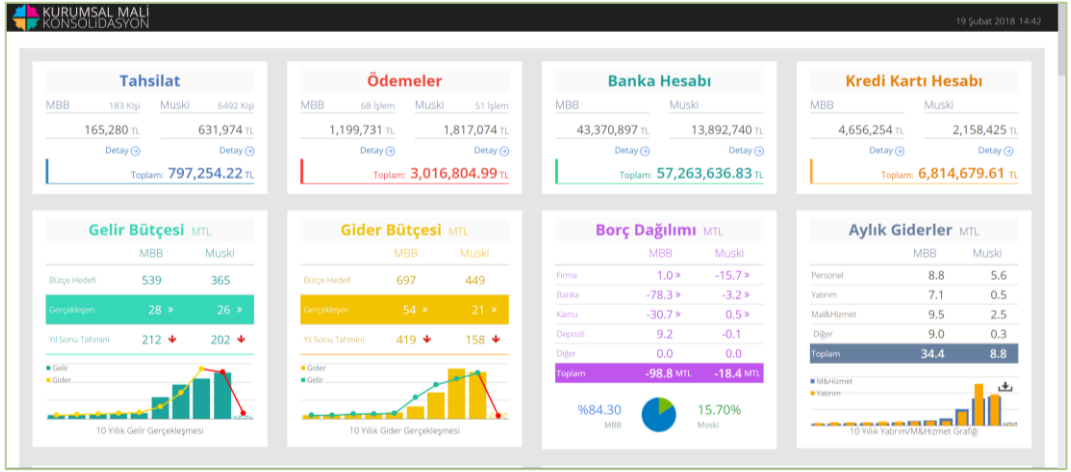 KURUMSAL MALİ
KONSOLİDASYON
19 Şubat 2018 14:42
Tahsilat
MBB 183 Kişi Muski 6492 Kişi
165,280 TL 631,974 TL
Detay Detay
Toplam: 797,254.22 TL
Ödemeler
MBB 68 İşlem Muski 51 İşlem
1,199,731 TL 1,817,074 TL
Detay Detay
Toplam: 3,016,804.99 TL
Banka Hesabı
MBB Muski
43,370,897 TL 13,892,740 TL
Detay Detay
Toplam: 57,263,636.83 TL
Kredi Kartı Hesabı
MBB Muski
4,656,254 TL 2,158,425 TL
Detay Detay
Toplam: 6,814,679.61 TL
Gelir Bütçesi MTL
MBB Muski
Bütçe Hedefi 539 365
Gerçekleşen 28 » 26 »
Yıl Sonu Tahmini 212 202
Gelir
Gider
10 Yıllık Gelir Gerçekleşmesi
Gider Bütçesi MTL
MBB Muski
Bütçe Hedefi 697 449
Gerçekleşen 54 » 21 »
Yıl Sonu Tahmini 419 158
Gider
Gelir
10 Yıllık Gider Gerçekleşmesi
Borç Dağılımı MTL
MBB Muski
Firma 1.0 » -15.7 »
Banka -78.3 » -3.2 »
Kamu -30.7 » 0.5 »
Depozit 9.2 -0.1
Diğer 0.0 0.0
Toplam -98.8 MTL -18.4 MTL
%84.30 15.70%
MBB Muski
Aylık Giderler MTL
MBB Muski
Personel 8.8 5.6
Yatırım 7.1 0.5
Mal&Hizmet 9.5 2.5
Diğer 9.0 0.3
Toplam 34.4 8.8
M&Hizmet
Yatırım
10 Yıllık Yatırım/M&Hizmet Grafiği